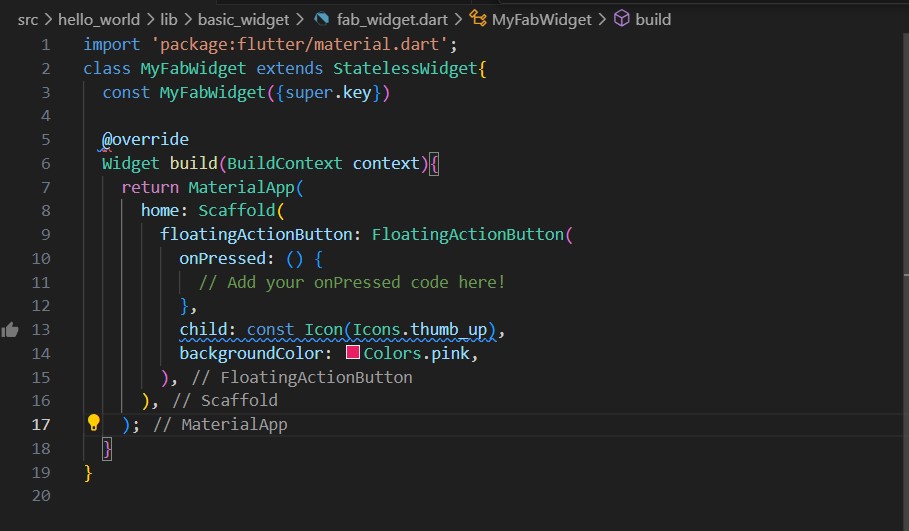 src > hello_world > lib > basic_widget > fab_widget.dart > MyFabWidget > build
1 import 'package:flutter/material.dart';
2 class MyFabWidget extends StatelessWidget{
3   const MyFabWidget({super.key})
4
5   @override
6   Widget build(BuildContext context){
7     return MaterialApp(
8       home: Scaffold(
9         floatingActionButton: FloatingActionButton(
10           onPressed: () {
11             // Add your onPressed code here!
12           },
13           child: const Icon(Icons.thumb_up),
14           backgroundColor: Colors.pink,
15         ), // FloatingActionButton
16       ), // Scaffold
17     ); // MaterialApp
18   }
19 }
20